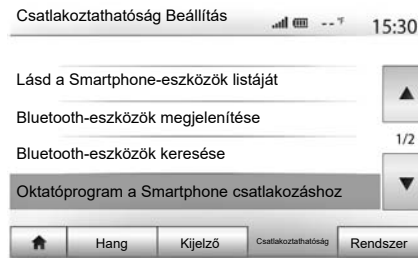 Csatlakoztathatóság Beállítás -- °F 15:30
Lásd a Smartphone-eszközök listáját
Bluetooth-eszközök megjelenítése
1/2
Bluetooth-eszközök keresése
Oktatóprogram a Smartphone csatlakozáshoz
Hang Kijelző Csatlakoztathatóság Rendszer